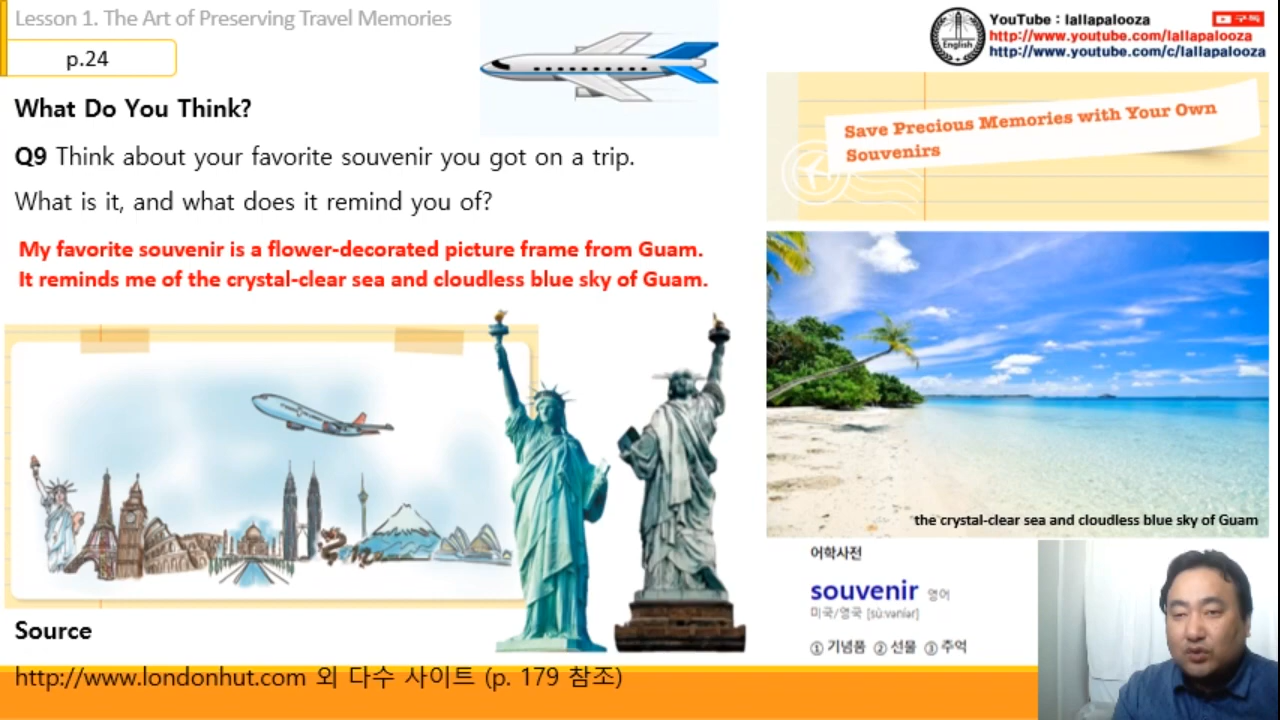 Lesson 1. The Art of Preserving Travel Memories
p.24
What Do You Think?
Q9 Think about your favorite souvenir you got on a trip.
What is it, and what does it remind you of?
My favorite souvenir is a flower-decorated picture frame from Guam.
It reminds me of the crystal-clear sea and cloudless blue sky of Guam.
Source
http://www.londonhut.com 외 다수 사이트 (p. 179 참조)
English
YouTube : lallapalooza
구독
http://www.youtube.com/lallapalooza
http://www.youtube.com/c/lallapalooza
Save Precious Memories with Your Own
Souvenirs
the crystal-clear sea and cloudless blue sky of Guam
어학사전
souvenir 영어
미국/영국 [sùːvəníər]
① 기념품 ② 선물 ③ 추억